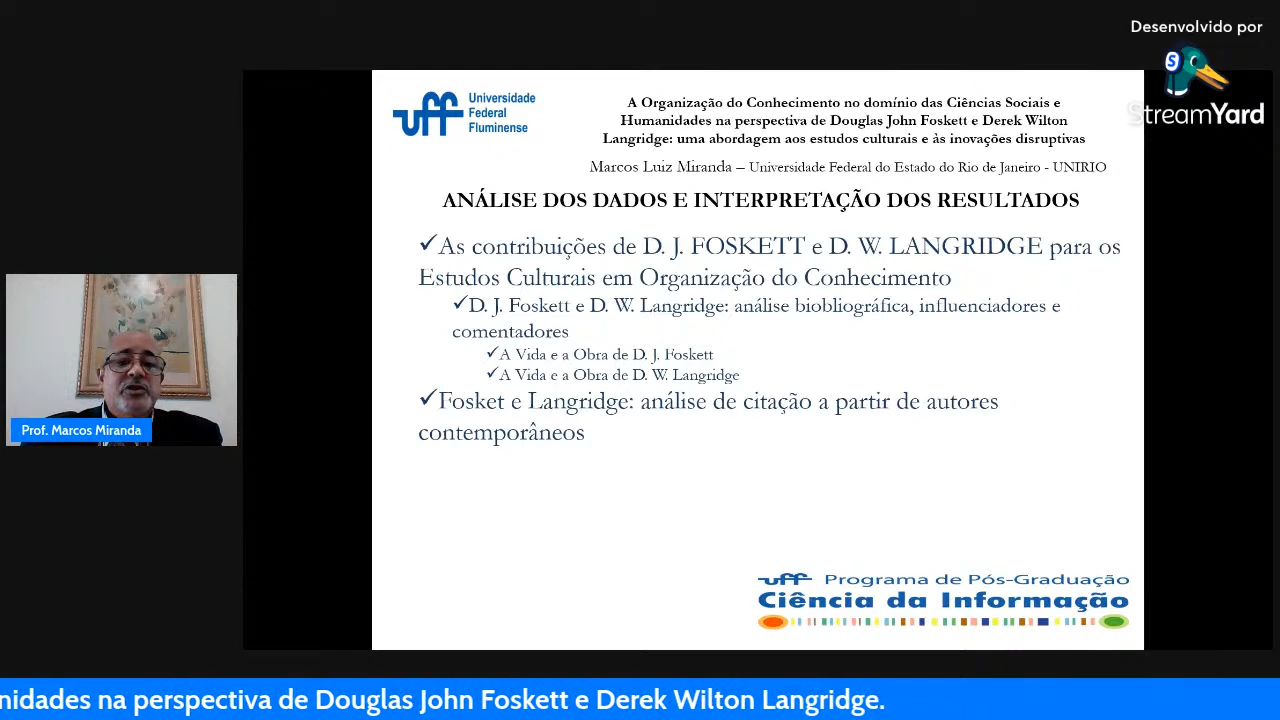 Desenvolvido por
StreamYard
uff Universidade
Federal
Fluminense
A Organização do Conhecimento no domínio das Ciências Sociais e
Humanidades na perspectiva de Douglas John Foskett e Derek Wilton
Langridge: uma abordagem aos estudos culturais e às inovações disruptivas
Marcos Luiz Miranda – Universidade Federal do Estado do Rio de Janeiro - UNIRIO
ANÁLISE DOS DADOS E INTERPRETAÇÃO DOS RESULTADOS
✓As contribuições de D. J. FOSKETT e D. W. LANGRIDGE para os
Estudos Culturais em Organização do Conhecimento
✓D. J. Foskett e D. W. Langridge: análise biobliográfica, influenciadores e
comentadores
✓A Vida e a Obra de D. J. Foskett
✓A Vida e a Obra de D. W. Langridge
✓Fosket e Langridge: análise de citação a partir de autores
contemporâneos
Prof. Marcos Miranda
uff Programa de Pós-Graduação
Ciência da Informação
nidades na perspectiva de Douglas John Foskett e Derek Wilton Langridge.